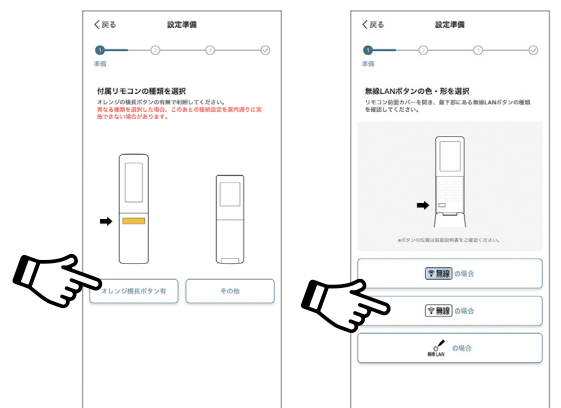 戻る
設定準備
1
2
3
準備
付属リモコンの種類を選択
オレンジの横長ボタンの有無で判断してください。
異なる種類を選択した場合、このあとの接続設定を案内通りに実
施できない場合があります。
オレンジ横長ボタン有
その他
戻る
設定準備
1
2
3
準備
無線LANボタンの色・形を選択
リモコン前面カバーを開き、最下部にある無線LANボタンの種類
を確認してください。
※ボタンの位置は取扱説明書をご確認ください。
無線 の場合
無線 の場合
無線LAN の場合